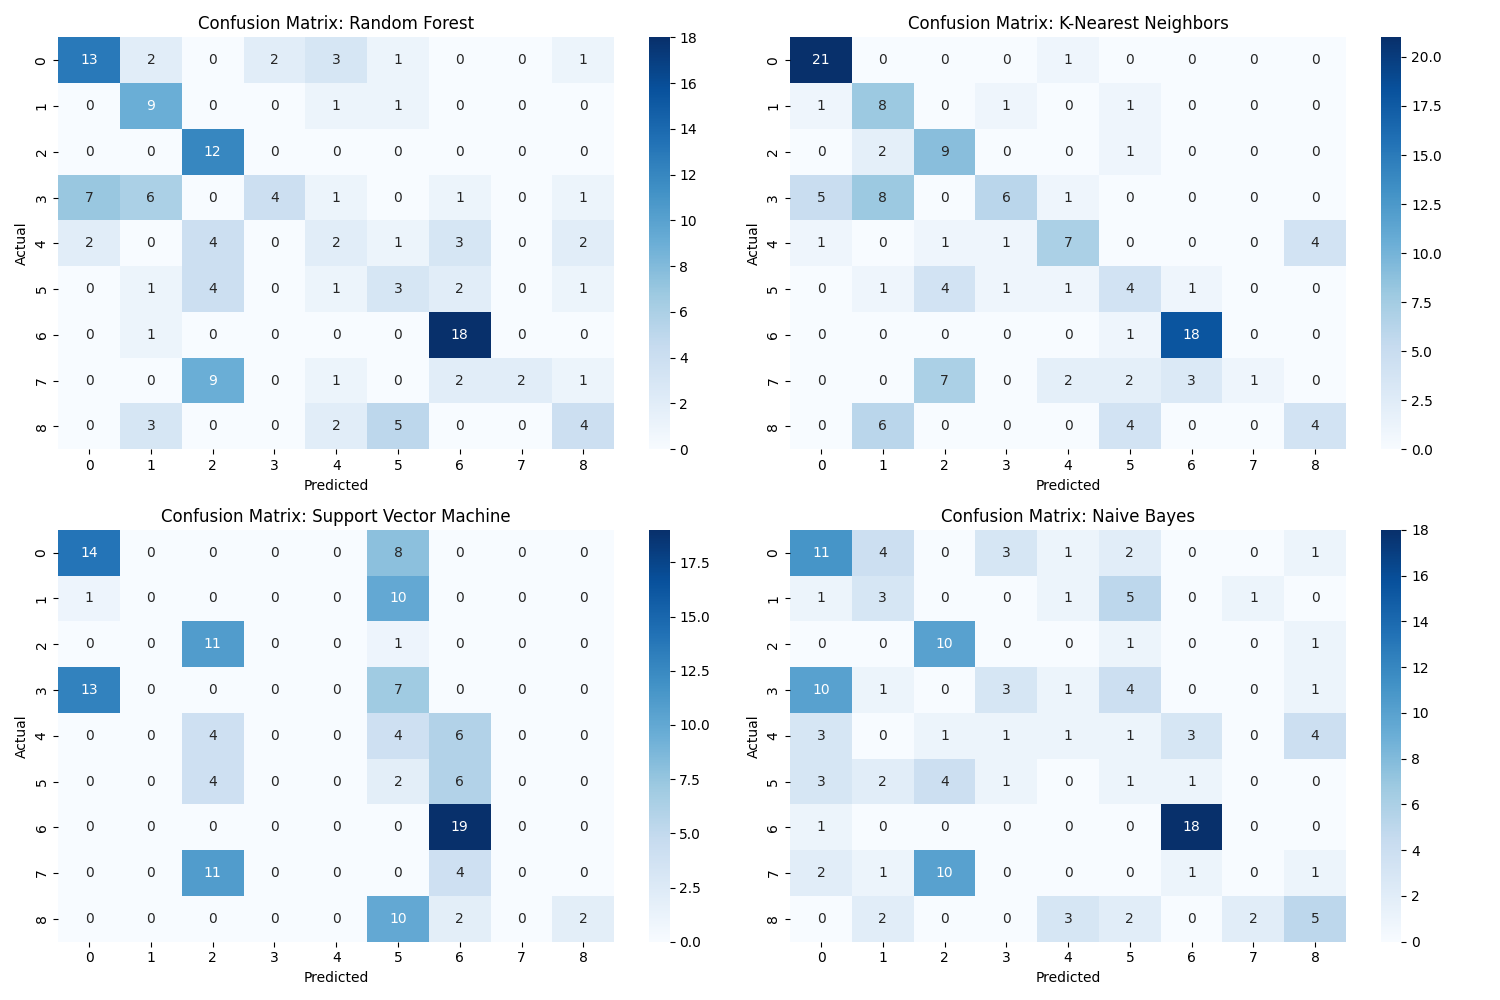 Confusion Matrix: Random Forest
0 13 2 0 2 3 1 0 0 1
1 0 9 0 0 1 1 0 0 0
2 0 0 12 0 0 0 0 0 0
3 7 6 0 4 1 0 1 0 1
4 2 0 4 0 2 1 3 0 2
5 0 1 4 0 1 3 2 0 1
6 0 1 0 0 0 0 18 0 0
7 0 0 9 0 1 0 2 2 1
8 0 3 0 0 2 5 0 0 4
0 1 2 3 4 5 6 7 8
Predicted
Actual
18
16
14
12
10
8
6
4
2
0
Confusion Matrix: K-Nearest Neighbors
0 21 0 0 0 1 0 0 0 0
1 1 8 0 1 0 1 0 0 0
2 0 2 9 0 0 1 0 0 0
3 5 8 0 6 1 0 0 0 0
4 1 0 1 1 7 0 0 0 4
5 0 1 4 1 1 4 1 0 0
6 0 0 0 0 0 1 18 0 0
7 0 0 7 0 2 2 3 1 0
8 0 6 0 0 0 4 0 0 4
0 1 2 3 4 5 6 7 8
Predicted
Actual
20.0
17.5
15.0
12.5
10.0
7.5
5.0
2.5
0.0
Confusion Matrix: Support Vector Machine
0 14 0 0 0 0 8 0 0 0
1 1 0 0 0 0 10 0 0 0
2 0 0 11 0 0 1 0 0 0
3 13 0 0 0 0 7 0 0 0
4 0 0 4 0 0 4 6 0 0
5 0 0 4 0 0 2 6 0 0
6 0 0 0 0 0 0 19 0 0
7 0 0 11 0 0 0 4 0 0
8 0 0 0 0 0 10 2 0 2
0 1 2 3 4 5 6 7 8
Predicted
Actual
17.5
15.0
12.5
10.0
7.5
5.0
2.5
0.0
Confusion Matrix: Naive Bayes
0 11 4 0 3 1 2 0 0 1
1 1 3 0 0 1 5 0 1 0
2 0 0 10 0 0 1 0 0 1
3 10 1 0 3 1 4 0 0 1
4 3 0 1 1 1 1 3 0 4
5 3 2 4 1 0 1 1 0 0
6 1 0 0 0 0 0 18 0 0
7 2 1 10 0 0 0 1 0 1
8 0 2 0 0 3 2 0 2 5
0 1 2 3 4 5 6 7 8
Predicted
Actual
18
16
14
12
10
8
6
4
2
0